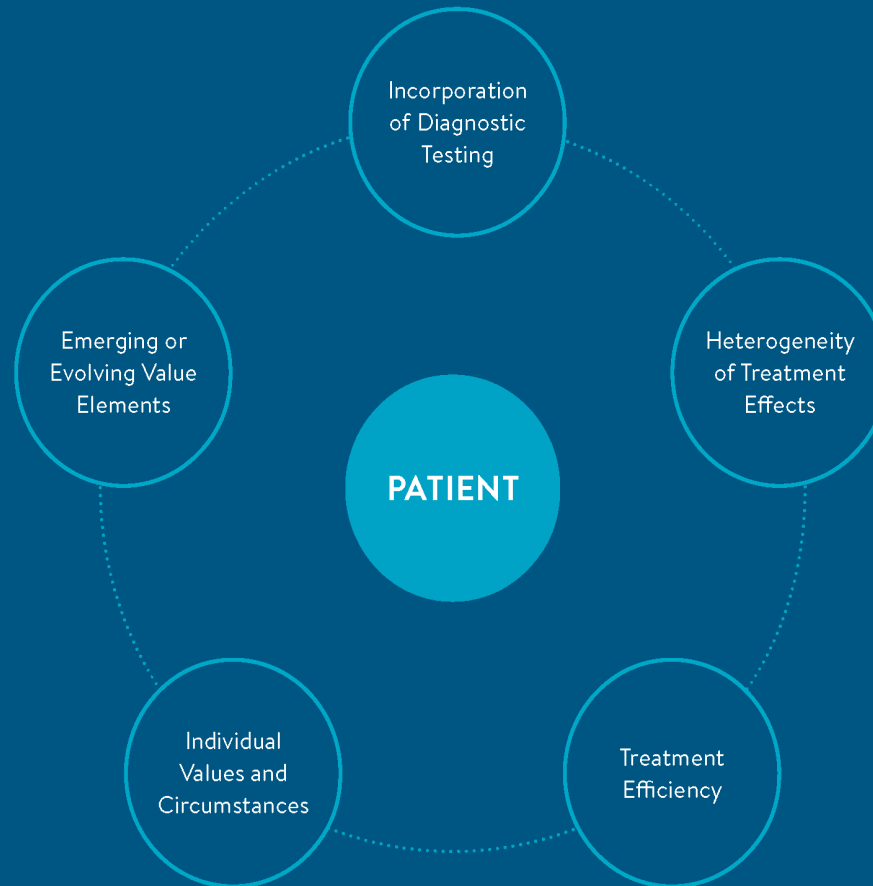 Incorporation
of Diagnostic
Testing
Emerging or
Evolving Value
Elements
Heterogeneity
of Treatment
Effects
PATIENT
Individual
Values and
Circumstances
Treatment
Efficiency